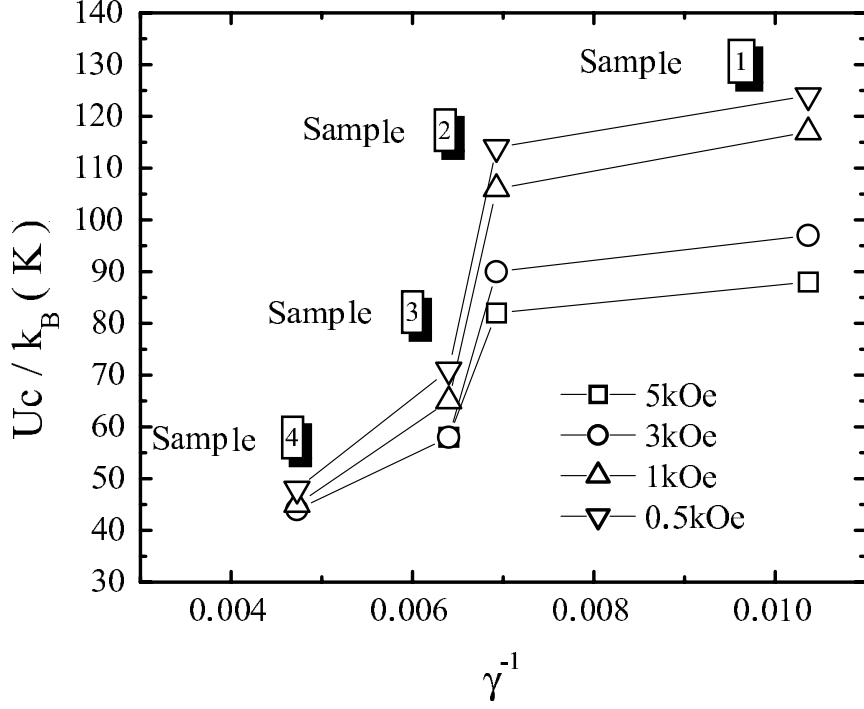 140
130
120
110
100
90
80
70
60
50
40
30
Uc / k_B ( K )
Sample 1
Sample 2
Sample 3
Sample 4
5kOe
3kOe
1kOe
0.5kOe
0.004 0.006 0.008 0.010
γ⁻¹